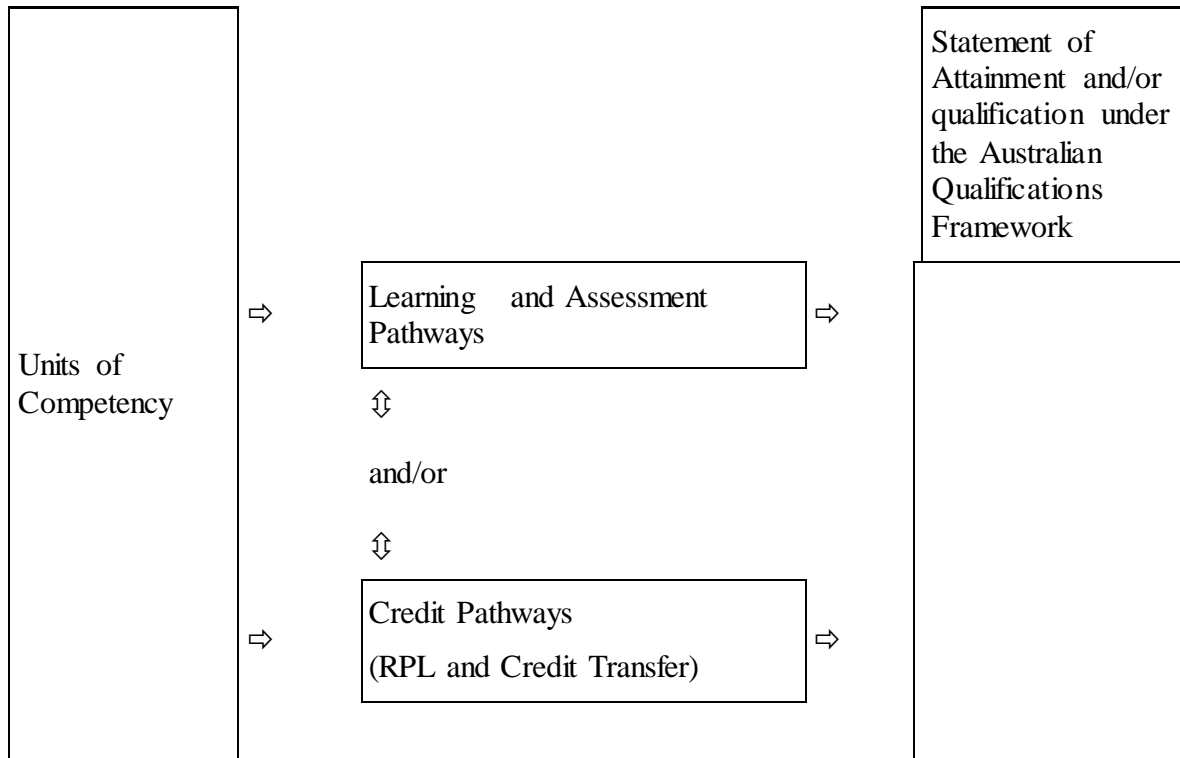 Statement of
Attainment and/or
qualification under
the Australian
Qualifications
Framework
Units of
Competency
⇨
Learning and Assessment
Pathways
⇨
⇳
and/or
⇳
⇨
Credit Pathways
(RPL and Credit Transfer)
⇨